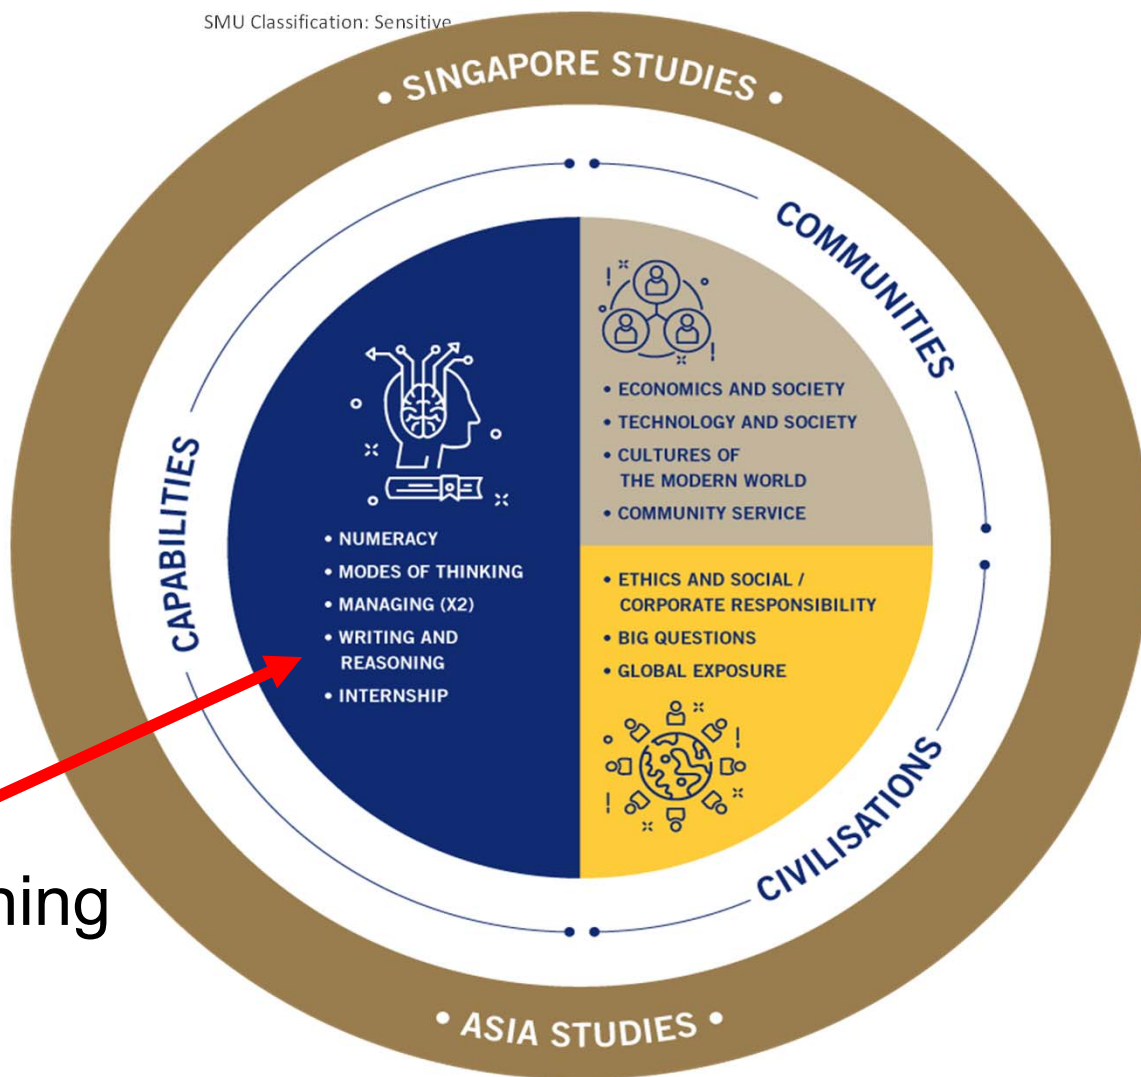 SMU Classification: Sensitive
• SINGAPORE STUDIES •
COMMUNITIES
• ECONOMICS AND SOCIETY
• TECHNOLOGY AND SOCIETY
• CULTURES OF
THE MODERN WORLD
• COMMUNITY SERVICE
CAPABILITIES
• NUMERACY
• MODES OF THINKING
• MANAGING (X2)
• WRITING AND
REASONING
• INTERNSHIP
• ETHICS AND SOCIAL /
CORPORATE RESPONSIBILITY
• BIG QUESTIONS
• GLOBAL EXPOSURE
CIVILISATIONS
• ASIA STUDIES •